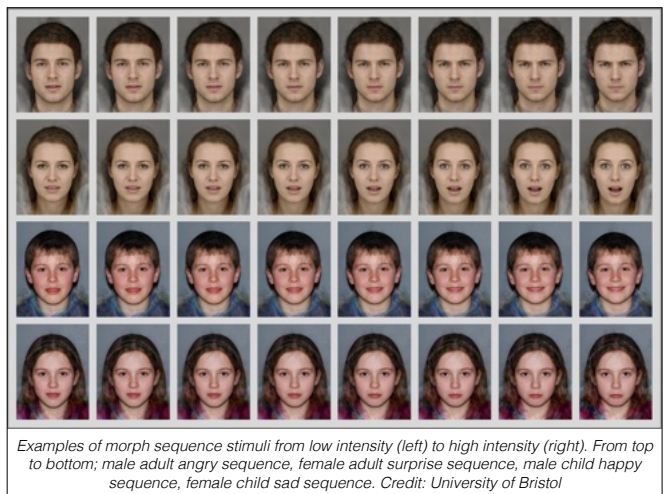 Examples of morph sequence stimuli from low intensity (left) to high intensity (right). From top
to bottom; male adult angry sequence, female adult surprise sequence, male child happy
sequence, female child sad sequence. Credit: University of Bristol